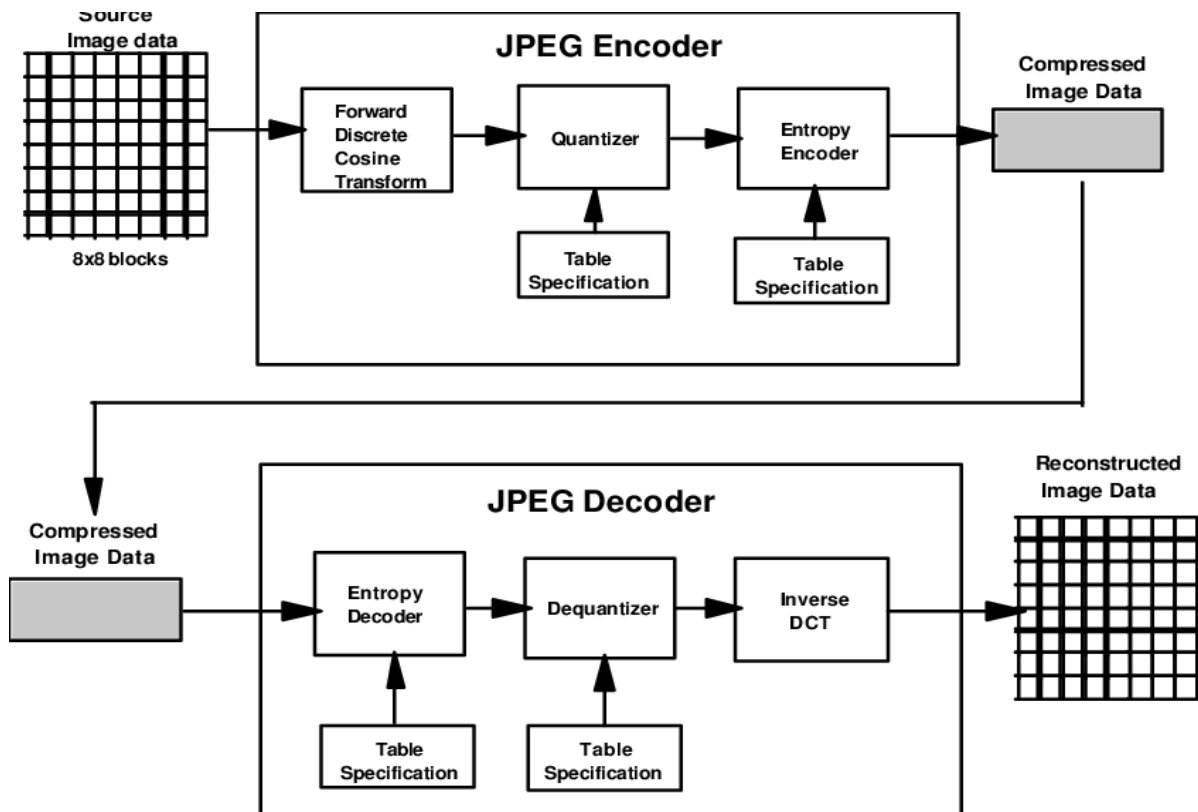 Source
Image data
8x8 blocks
JPEG Encoder
Forward
Discrete
Cosine
Transform
Quantizer
Entropy
Encoder
Table
Specification
Table
Specification
Compressed
Image Data
Compressed
Image Data
JPEG Decoder
Entropy
Decoder
Dequantizer
Inverse
DCT
Table
Specification
Table
Specification
Reconstructed
Image Data